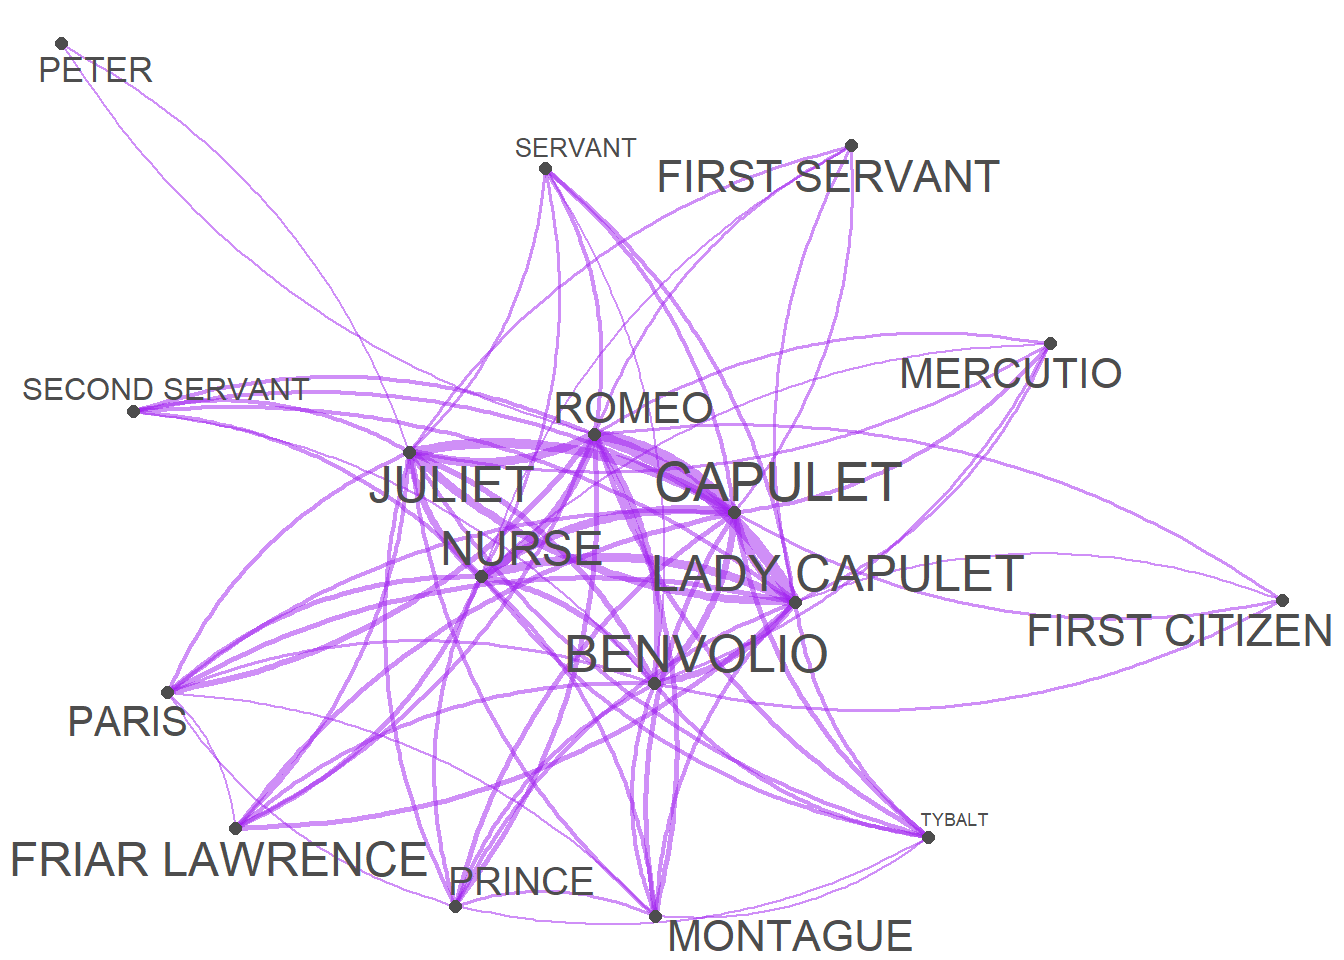 PETER
SERVANT
FIRST SERVANT
MERCUTIO
SECOND SERVANT
ROMEO
JULIET
CAPULET
NURSE
LADY CAPULET
FIRST CITIZEN
BENVOLIO
PARIS
TYBALT
FRIAR LAWRENCE
PRINCE
MONTAGUE